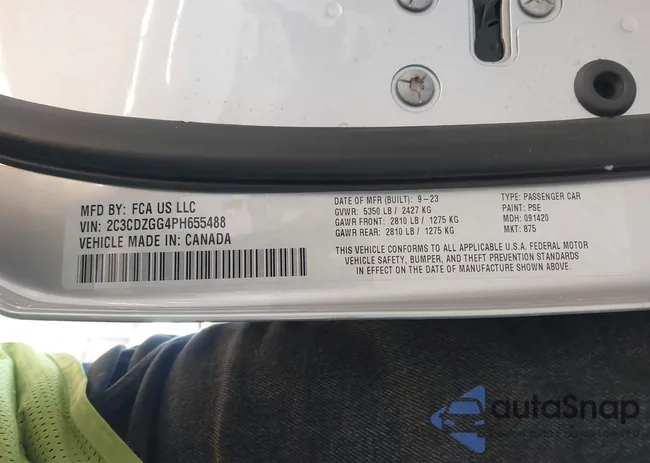 MFD BY: FCA US LLC
VIN: 2C3CDZGG4PH655488
VEHICLE MADE IN: CANADA
DATE OF MFR (BUILT): 9-23
GVWR: 5350 LB / 2427 KG
GAWR FRONT: 2810 LB / 1275 KG
GAWR REAR: 2810 LB / 1275 KG
TYPE: PASSENGER CAR
PAINT: PSE
MDH: 091420
MKT: 875
THIS VEHICLE CONFORMS TO ALL APPLICABLE U.S.A. FEDERAL MOTOR
VEHICLE SAFETY, BUMPER, AND THEFT PREVENTION STANDARDS
IN EFFECT ON THE DATE OF MANUFACTURE SHOWN ABOVE.
autoSnap